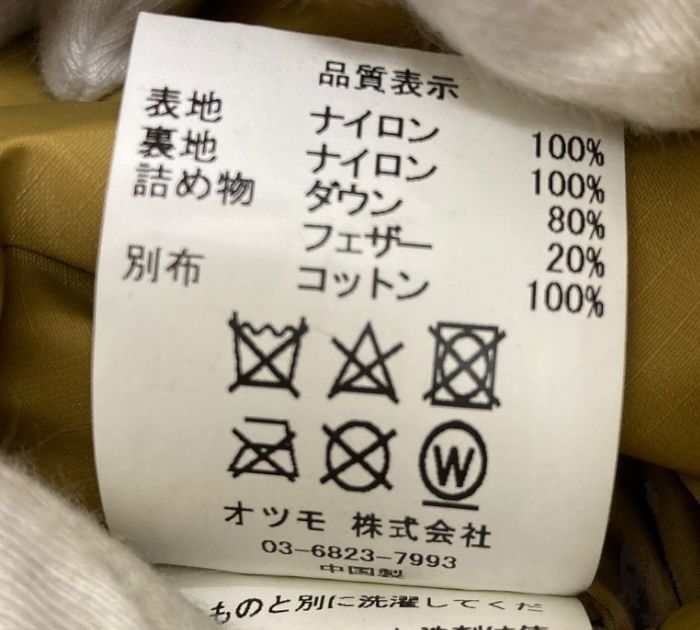 品質表示
表地 ナイロン 100%
裏地 ナイロン 100%
詰め物 ダウン 80%
フェザー 20%
別布 コットン 100%
W
オツモ 株式会社
03-6823-7993
中国製
ものと別に洗濯してくだ